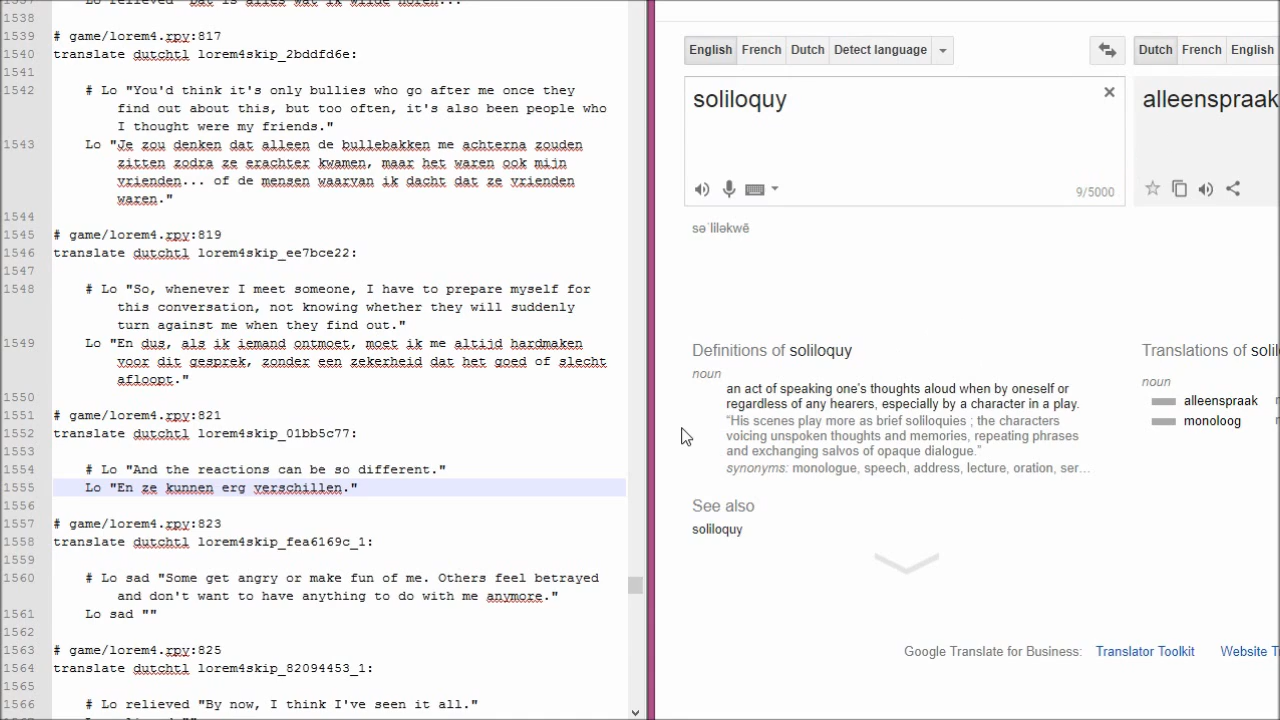 1537 Lo relieved "Dat is alles wat ik wilde horen..."
1538
1539 # game/lorem4.rpy:817
1540 translate dutchtl lorem4skip_2bddfd6e:
1541
1542 # Lo "You'd think it's only bullies who go after me once they
find out about this, but too often, it's also been people who
I thought were my friends."
1543 Lo "Je zou denken dat alleen de bullebakken me achterna zouden
zitten zodra ze erachter kwamen, maar het waren ook mijn
vrienden... of de mensen waarvan ik dacht dat ze vrienden
waren."
1544
1545 # game/lorem4.rpy:819
1546 translate dutchtl lorem4skip_ee7bce22:
1547
1548 # Lo "So, whenever I meet someone, I have to prepare myself for
this conversation, not knowing whether they will suddenly
turn against me when they find out."
1549 Lo "En dus, als ik iemand ontmoet, moet ik me altijd hardmaken
voor dit gesprek, zonder een zekerheid dat het goed of slecht
afloopt."
1550
1551 # game/lorem4.rpy:821
1552 translate dutchtl lorem4skip_01bb5c77:
1553
1554 # Lo "And the reactions can be so different."
1555 Lo "En ze kunnen erg verschillen."
1556
1557 # game/lorem4.rpy:823
1558 translate dutchtl lorem4skip_fea6169c_1:
1559
1560 # Lo sad "Some get angry or make fun of me. Others feel betrayed
and don't want to have anything to do with me anymore."
1561 Lo sad ""
1562
1563 # game/lorem4.rpy:825
1564 translate dutchtl lorem4skip_82094453_1:
1565
1566 # Lo relieved "By now, I think I've seen it all."
English French Dutch Detect language
Dutch French English
soliloquy
alleenspraak
9/5000
səˈliləkwē
Definitions of soliloquy
noun
an act of speaking one's thoughts aloud when by oneself or
regardless of any hearers, especially by a character in a play.
"His scenes play more as brief soliloquies ; the characters
voicing unspoken thoughts and memories, repeating phrases
and exchanging salvos of opaque dialogue."
synonyms: monologue, speech, address, lecture, oration, ser...
See also
soliloquy
Translations of solil
noun
alleenspraak
monoloog
Google Translate for Business: Translator Toolkit Website T